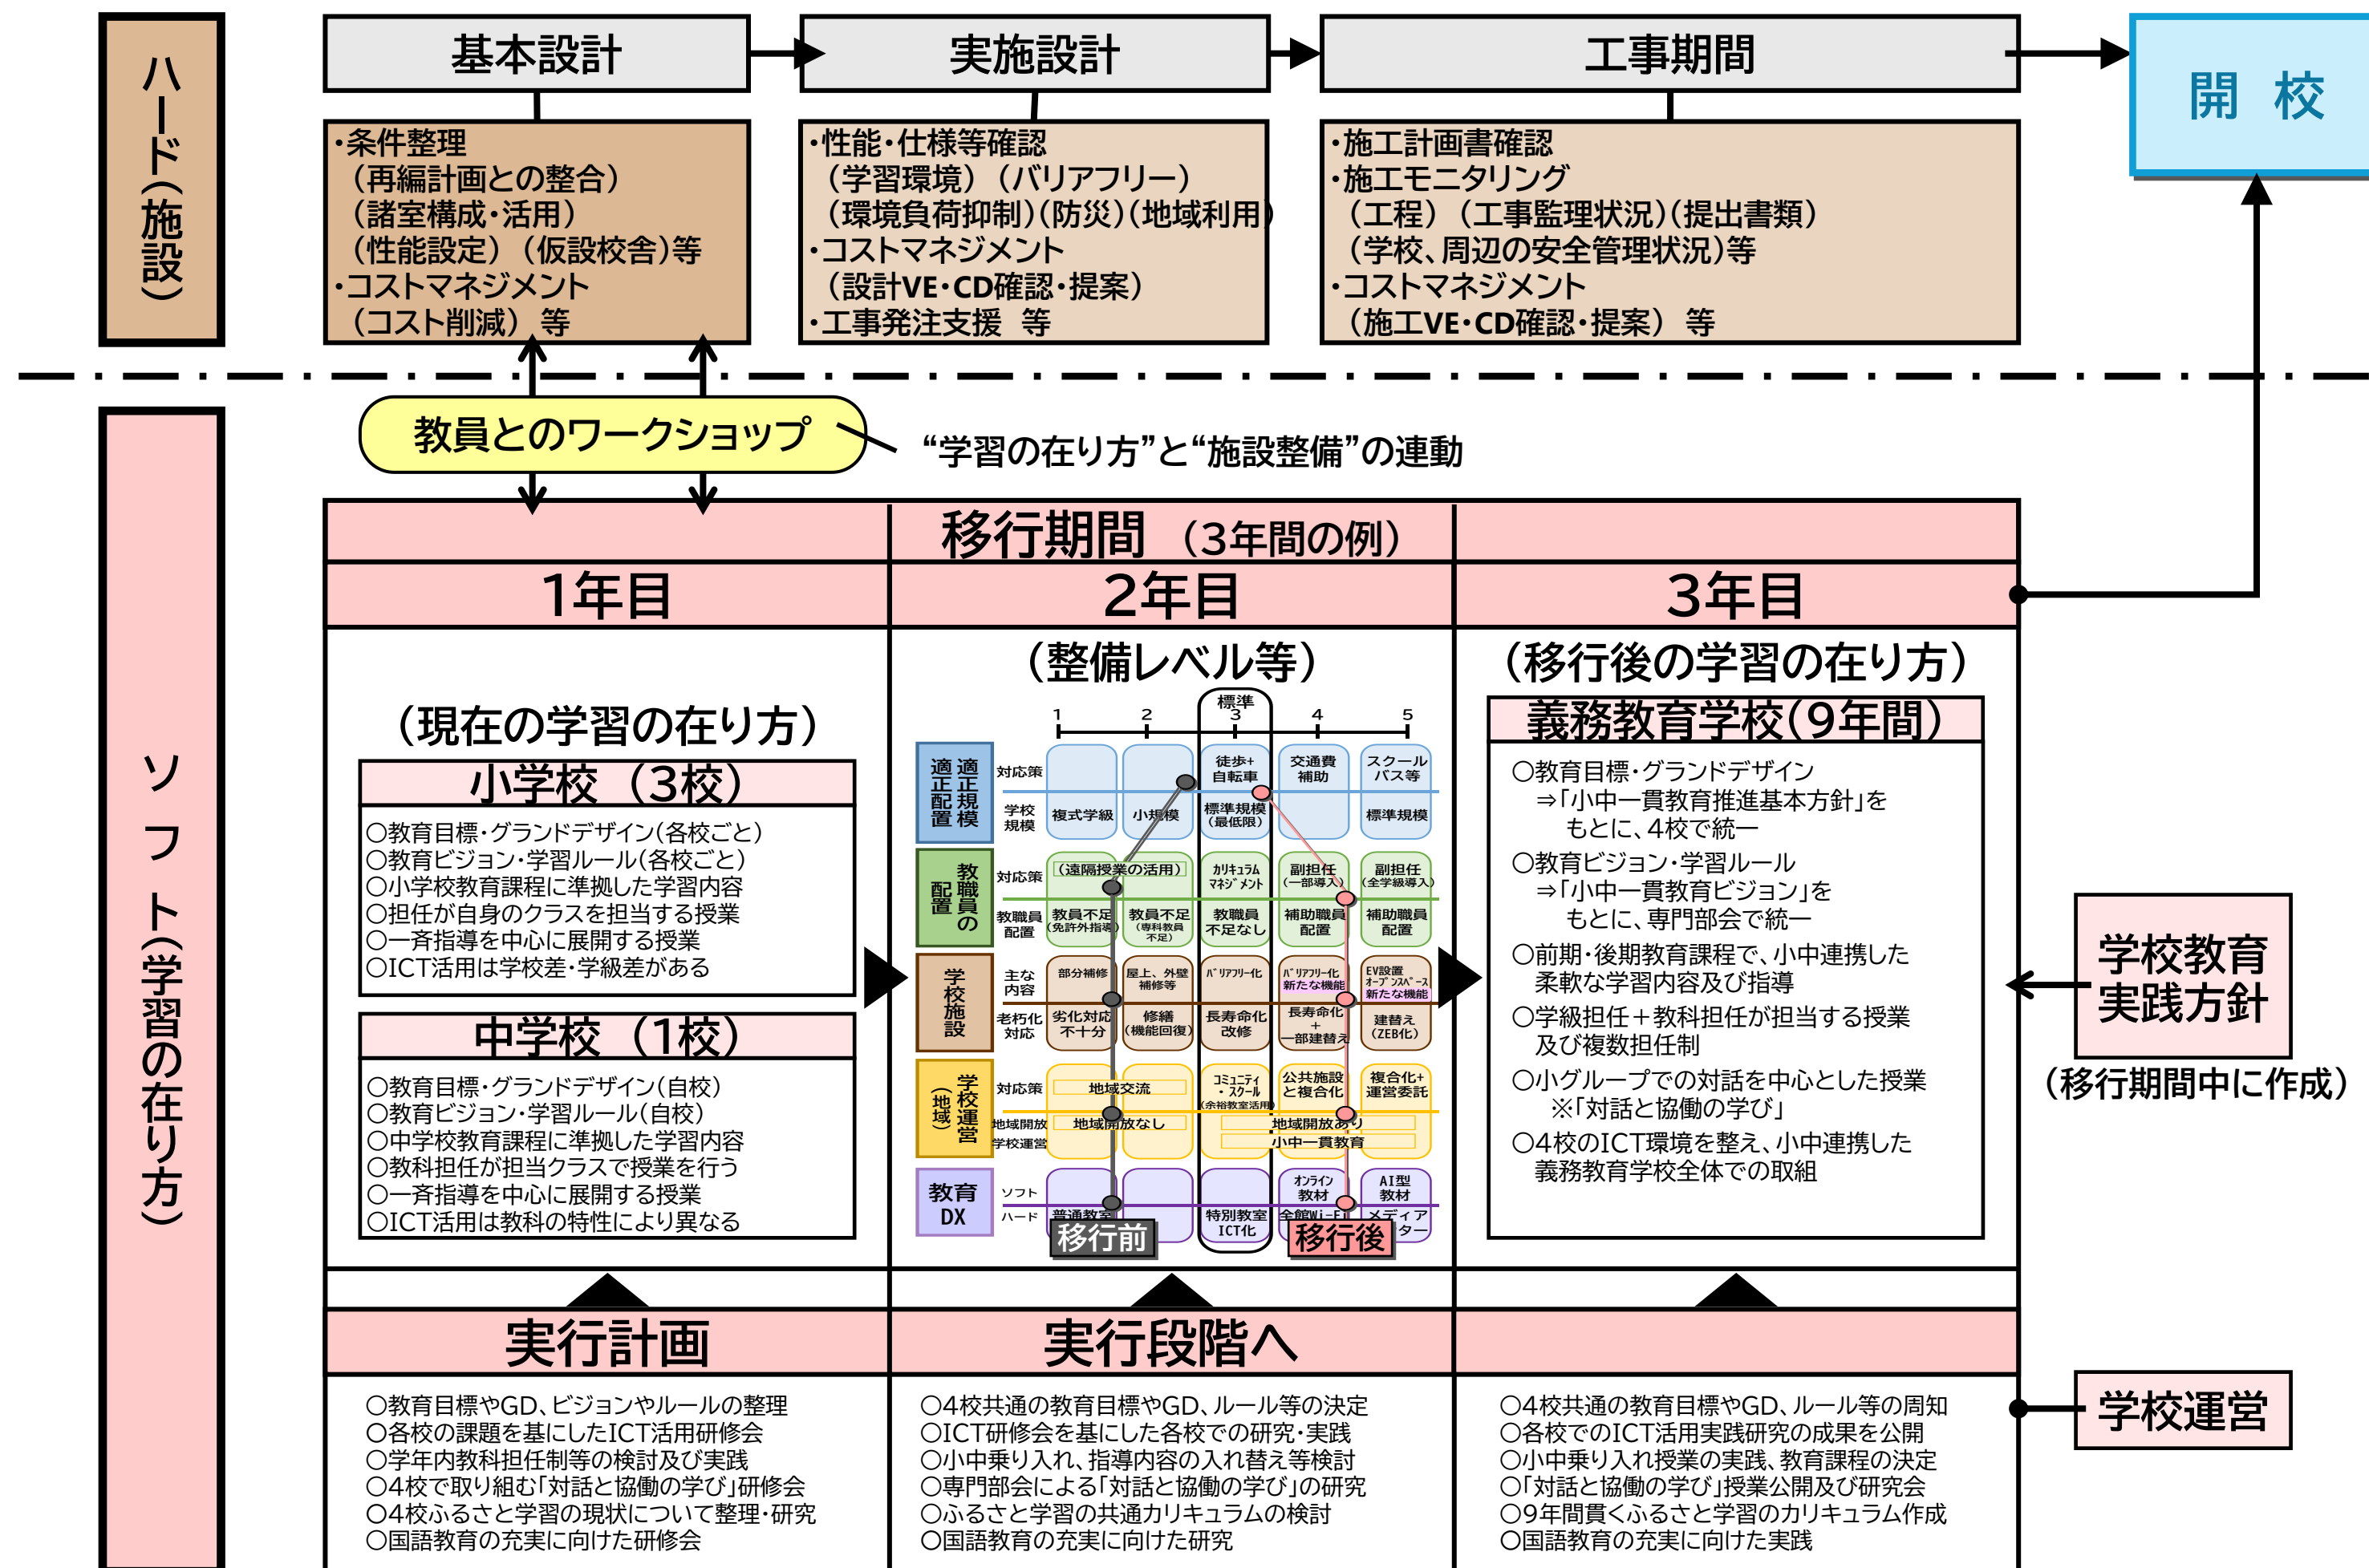 ハード（施設）
基本設計
実施設計
工事期間
開 校
・条件整理
（再編計画との整合）
（諸室構成・活用）
（性能設定）（仮設校舎）等
・コストマネジメント
（コスト削減） 等
・性能・仕様等確認
（学習環境）（バリアフリー）
（環境負荷抑制）（防災）（地域利用）
・コストマネジメント
（設計VE・CD確認・提案）
・工事発注支援 等
・施工計画書確認
・施工モニタリング
（工程）（工事監理状況）（提出書類）
（学校、周辺の安全管理状況）等
・コストマネジメント
（施工VE・CD確認・提案） 等
教員とのワークショップ
“学習の在り方”と“施設整備”の連動
ソフト（学習の在り方）
移行期間 （3年間の例）
1年目
2年目
3年目
（現在の学習の在り方）
小学校 （3校）
○教育目標・グランドデザイン（各校ごと）
○教育ビジョン・学習ルール（各校ごと）
○小学校教育課程に準拠した学習内容
○担任が自身のクラスを担当する授業
○一斉指導を中心に展開する授業
○ICT活用は学校差・学級差がある
中学校 （1校）
○教育目標・グランドデザイン（自校）
○教育ビジョン・学習ルール（自校）
○中学校教育課程に準拠した学習内容
○教科担任が担当クラスで授業を行う
○一斉指導を中心に展開する授業
○ICT活用は教科の特性により異なる
（整備レベル等）
標準
1 2 3 4 5
適正規模
適正配置
対応策
徒歩+
自転車
交通費
補助
スクール
バス等
学校
規模
複式学級
小規模
標準規模
（最低限）
標準規模
教職員の
配置
対応策
（遠隔授業の活用）
カリキュラム
マネジメント
副担任
（一部導入）
副担任
（全学級導入）
教職員
配置
教員不足
（免許外指導）
教員不足
（専科教員
不足）
教職員
不足なし
補助職員
配置
補助職員
配置
学校施設
主な
内容
部分補修
屋上、外壁
補修等
バリアフリー化
バリアフリー化
新たな機能
EV設置
オープンスペース
新たな機能
老朽化
対応
劣化対応
不十分
修繕
（機能回復）
長寿命化
改修
長寿命化
+
一部建替え
建替え
（ZEB化）
学校運営
（地域）
対応策
地域交流
コミュニティ
・スクール
（余裕教室活用）
公共施設
と複合化
複合化+
運営委託
地域開放
地域開放なし
地域開放あり
学校運営
小中一貫教育
教育
DX
ソフト
オンライン
教材
AI型
教材
ハード
普通教室
特別教室
ICT化
全館Wi-Fi
メディア
ター
移行前
移行後
（移行後の学習の在り方）
義務教育学校（9年間）
○教育目標・グランドデザイン
⇒「小中一貫教育推進基本方針」を
もとに、4校で統一
○教育ビジョン・学習ルール
⇒「小中一貫教育ビジョン」を
もとに、専門部会で統一
○前期・後期教育課程で、小中連携した
柔軟な学習内容及び指導
○学級担任＋教科担任が担当する授業
及び複数担任制
○小グループでの対話を中心とした授業
※「対話と協働の学び」
○4校のICT環境を整え、小中連携した
義務教育学校全体での取組
学校教育
実践方針
（移行期間中に作成）
実行計画
実行段階へ
○教育目標やGD、ビジョンやルールの整理
○各校の課題を基にしたICT活用研修会
○学年内教科担任制等の検討及び実践
○4校で取り組む「対話と協働の学び」研修会
○4校ふるさと学習の現状について整理・研究
○国語教育の充実に向けた研修会
○4校共通の教育目標やGD、ルール等の決定
○ICT研修会を基にした各校での研究・実践
○小中乗り入れ、指導内容の入れ替え等検討
○専門部会による「対話と協働の学び」の研究
○ふるさと学習の共通カリキュラムの検討
○国語教育の充実に向けた研究
○4校共通の教育目標やGD、ルール等の周知
○各校でのICT活用実践研究の成果を公開
○小中乗り入れ授業の実践、教育課程の決定
○「対話と協働の学び」授業公開及び研究会
○9年間貫くふるさと学習のカリキュラム作成
○国語教育の充実に向けた実践
学校運営